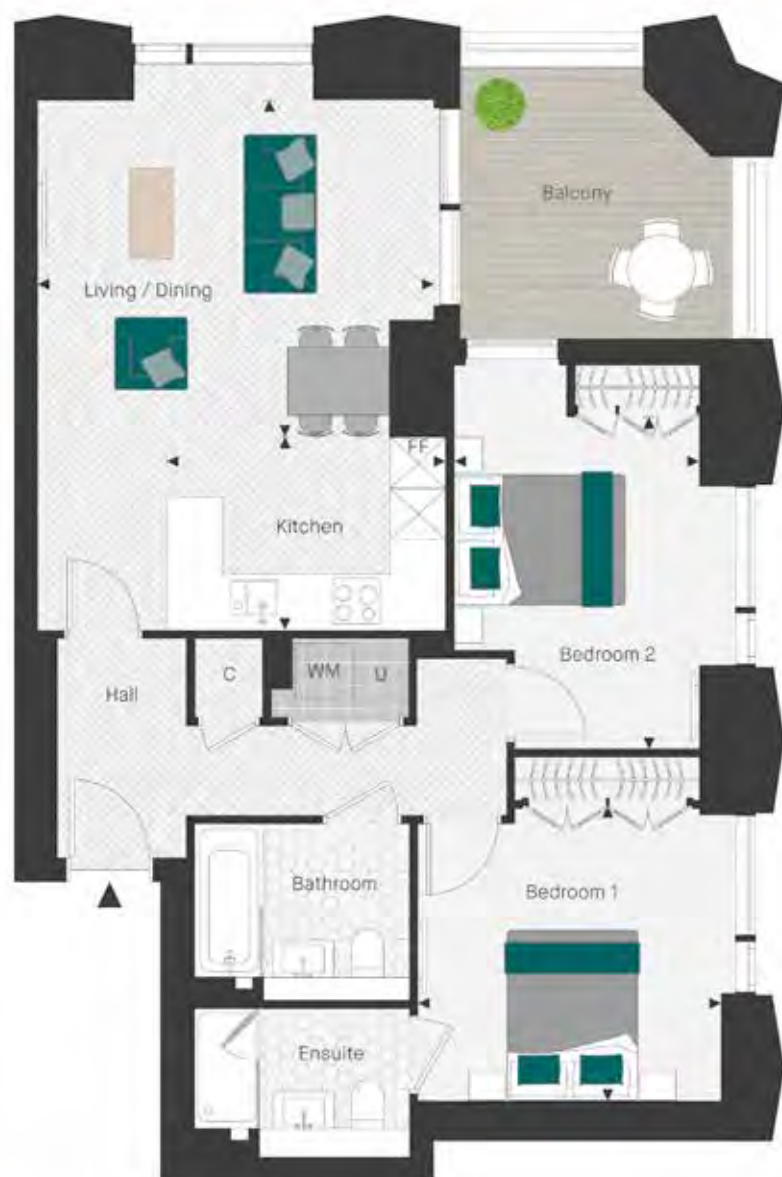 Balcony
Living / Dining
FF
Kitchen
Bedroom 2
Hall
C
WM
U
Bathroom
Bedroom 1
Ensuite